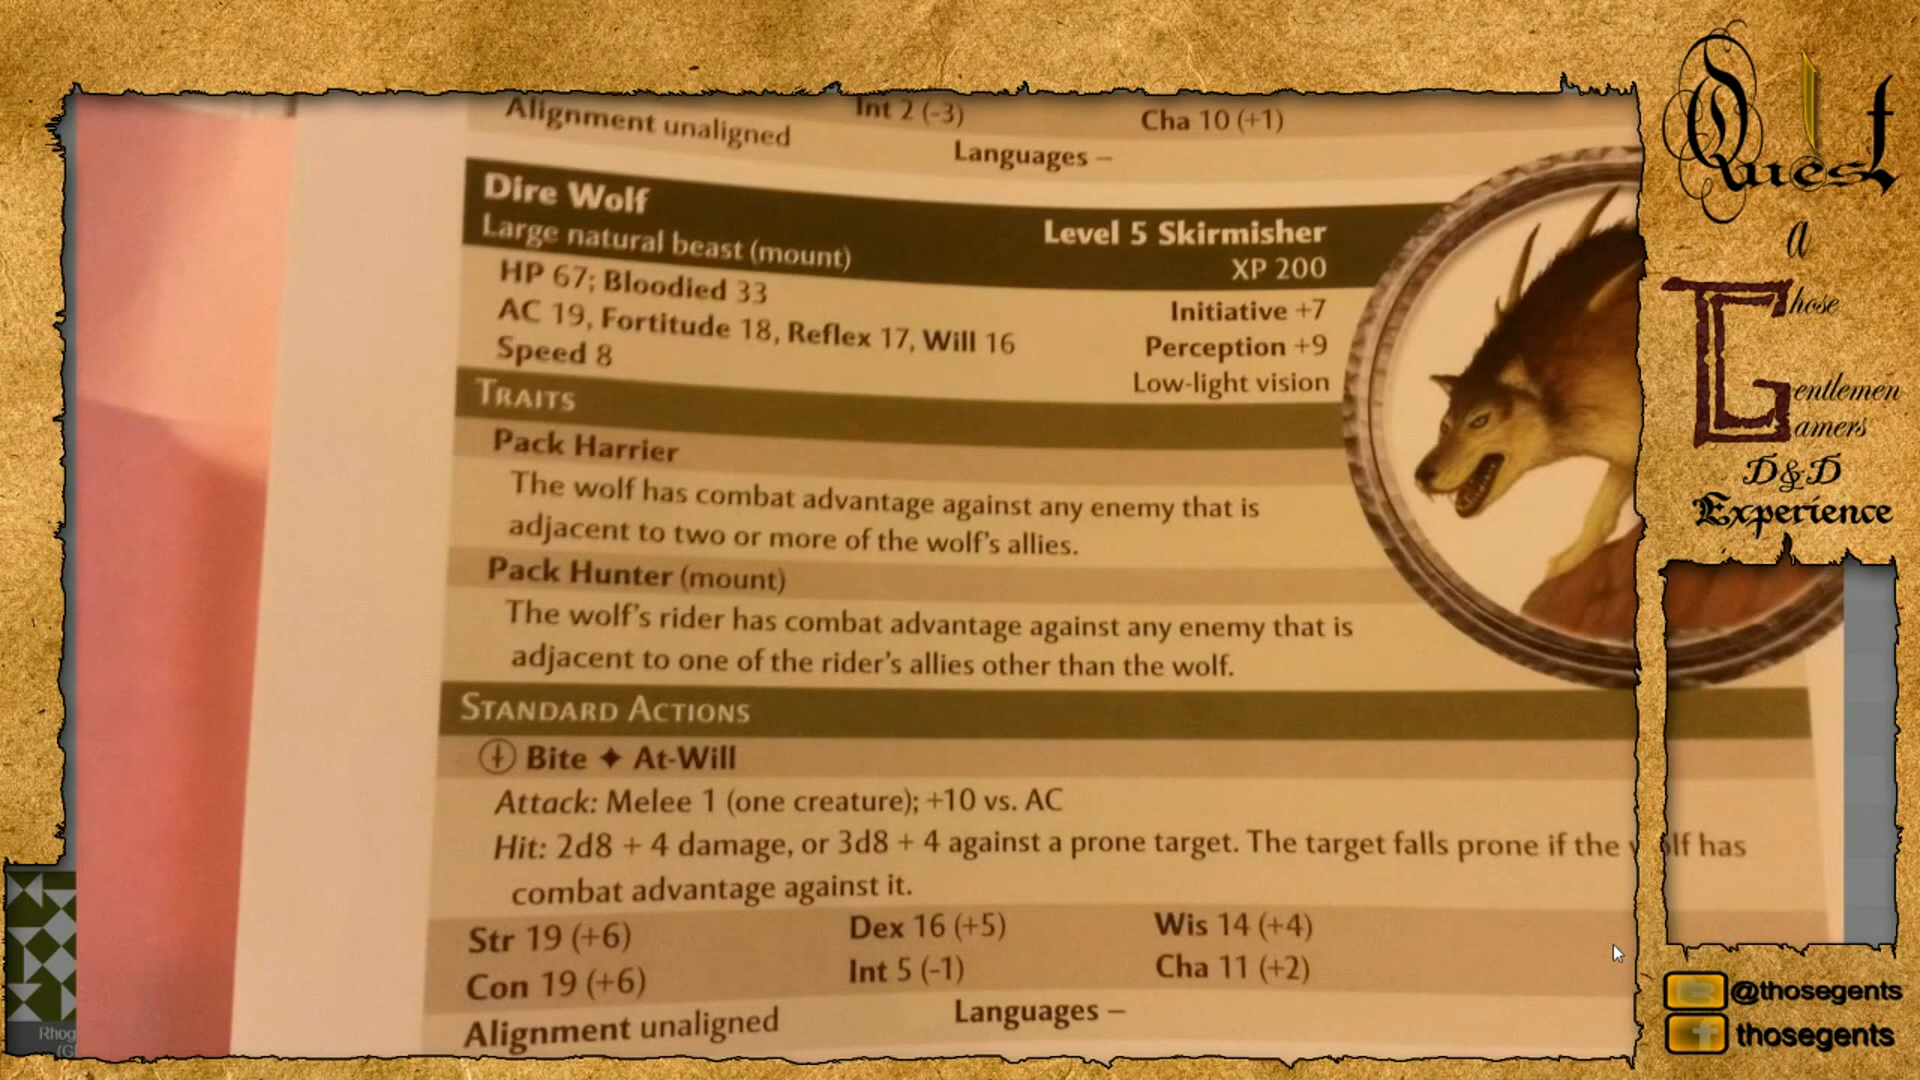 Alignment unaligned
Int 2 (-3)
Cha 10 (+1)
Languages –
Dire Wolf
Large natural beast (mount)
Level 5 Skirmisher
XP 200
HP 67; Bloodied 33
AC 19, Fortitude 18, Reflex 17, Will 16
Speed 8
Initiative +7
Perception +9
Low-light vision
TRAITS
Pack Harrier
The wolf has combat advantage against any enemy that is
adjacent to two or more of the wolf's allies.
Pack Hunter (mount)
The wolf's rider has combat advantage against any enemy that is
adjacent to one of the rider's allies other than the wolf.
STANDARD ACTIONS
Bite ✦ At-Will
Attack: Melee 1 (one creature); +10 vs. AC
Hit: 2d8 + 4 damage, or 3d8 + 4 against a prone target. The target falls prone if the wolf has
combat advantage against it.
Str 19 (+6)
Dex 16 (+5)
Wis 14 (+4)
Con 19 (+6)
Int 5 (-1)
Cha 11 (+2)
Alignment unaligned
Languages –
Quest
a
Those
Gentlemen
Gamers
D&D
Experience
@thosegents
thosegents
Rhog